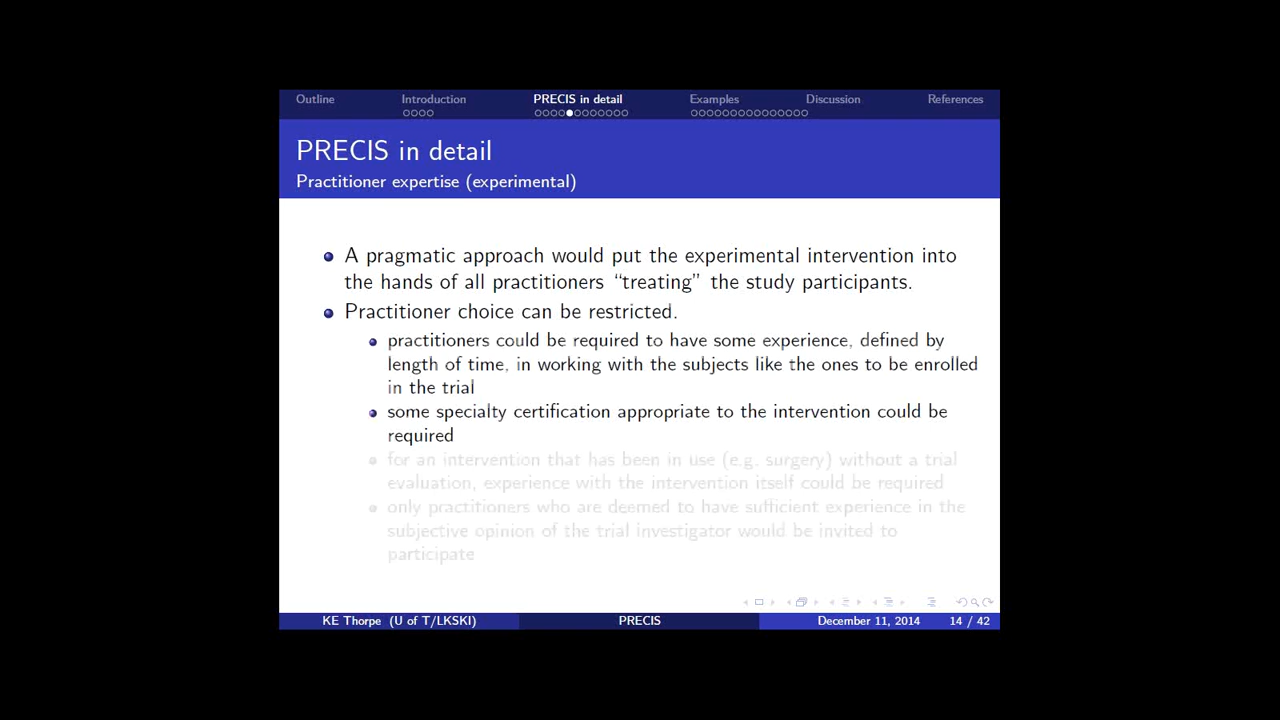 Outline Introduction PRECIS in detail Examples Discussion References
PRECIS in detail
Practitioner expertise (experimental)
A pragmatic approach would put the experimental intervention into
the hands of all practitioners “treating” the study participants.
Practitioner choice can be restricted.
practitioners could be required to have some experience, defined by
length of time, in working with the subjects like the ones to be enrolled
in the trial
some specialty certification appropriate to the intervention could be
required
for an intervention that has been in use (e.g. surgery) without a trial
evaluation, experience with the intervention itself could be required
only practitioners who are deemed to have sufficient experience in the
subjective opinion of the trial investigator would be invited to
participate
KE Thorpe (U of T/LKSKI) PRECIS December 11, 2014 14 / 42